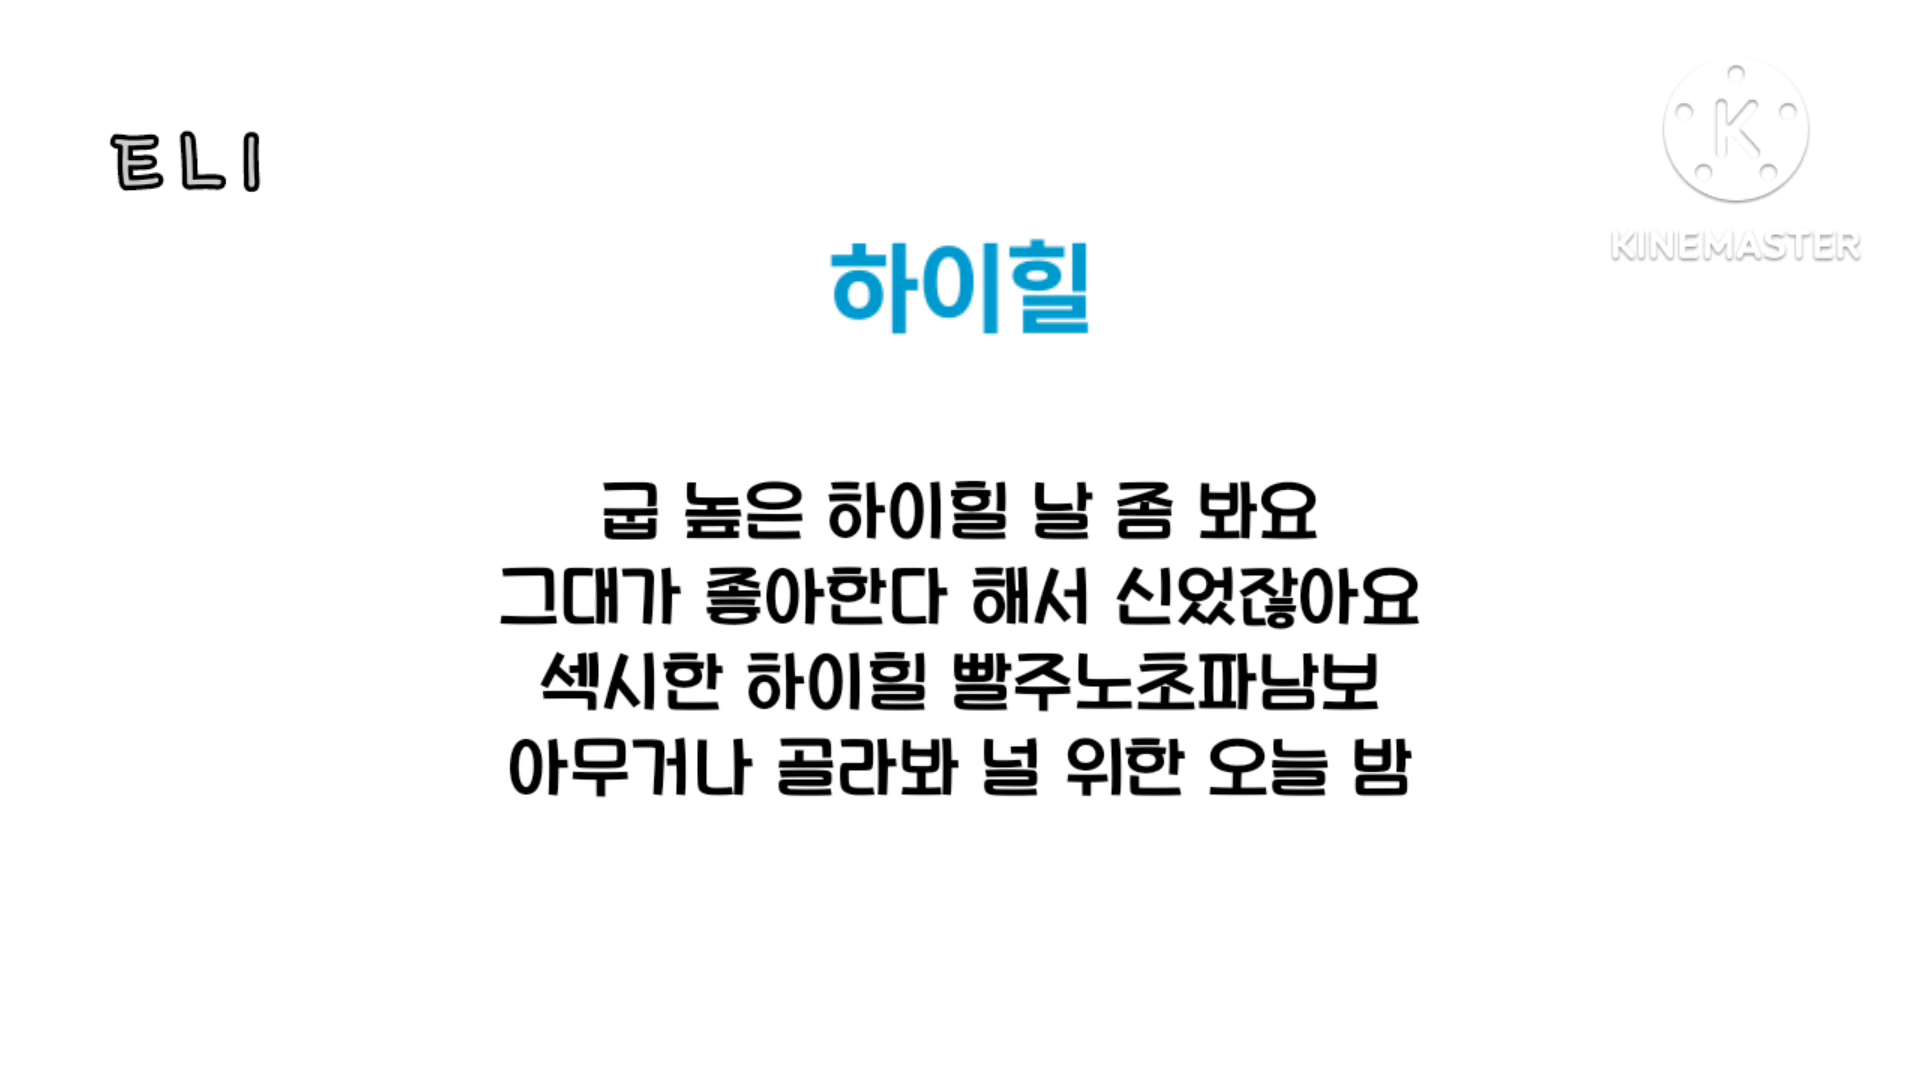 ELI
KINEMASTER
하이힐
굽 높은 하이힐 날 좀 봐요
그대가 좋아한다 해서 신었잖아요
섹시한 하이힐 빨주노초파남보
아무거나 골라봐 널 위한 오늘 밤